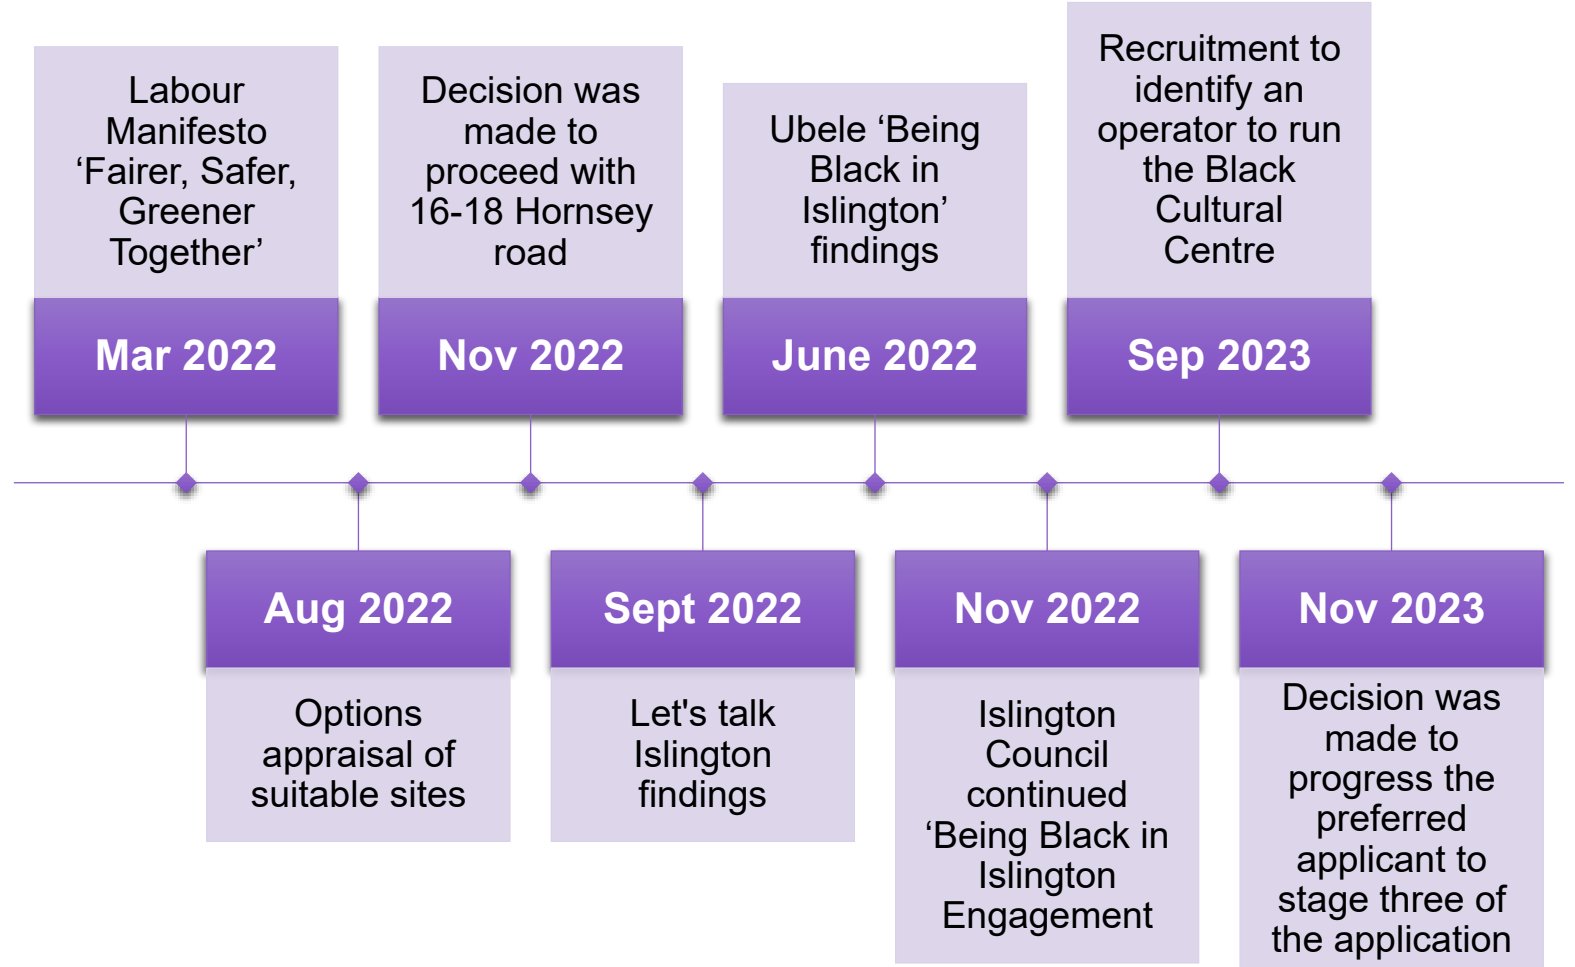 Labour
Manifesto
‘Fairer, Safer,
Greener
Together’
Mar 2022
Aug 2022
Options
appraisal of
suitable sites
Decision was
made to
proceed with
16-18 Hornsey
road
Nov 2022
Sept 2022
Let's talk
Islington
findings
Ubele ‘Being
Black in
Islington’
findings
June 2022
Nov 2022
Islington
Council
continued
‘Being Black in
Islington
Engagement
Recruitment to
identify an
operator to run
the Black
Cultural
Centre
Sep 2023
Nov 2023
Decision was
made to
progress the
preferred
applicant to
stage three of
the application